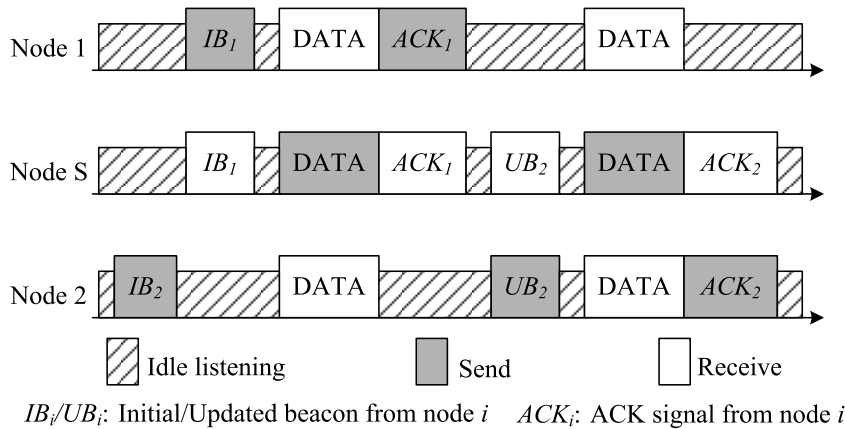 Node 1 IB₁ DATA ACK₁ DATA
Node S IB₁ DATA ACK₁ UB₂ DATA ACK₂
Node 2 IB₂ DATA UB₂ DATA ACK₂
Idle listening Send Receive
IBᵢ/UBᵢ: Initial/Updated beacon from node i ACKᵢ: ACK signal from node i